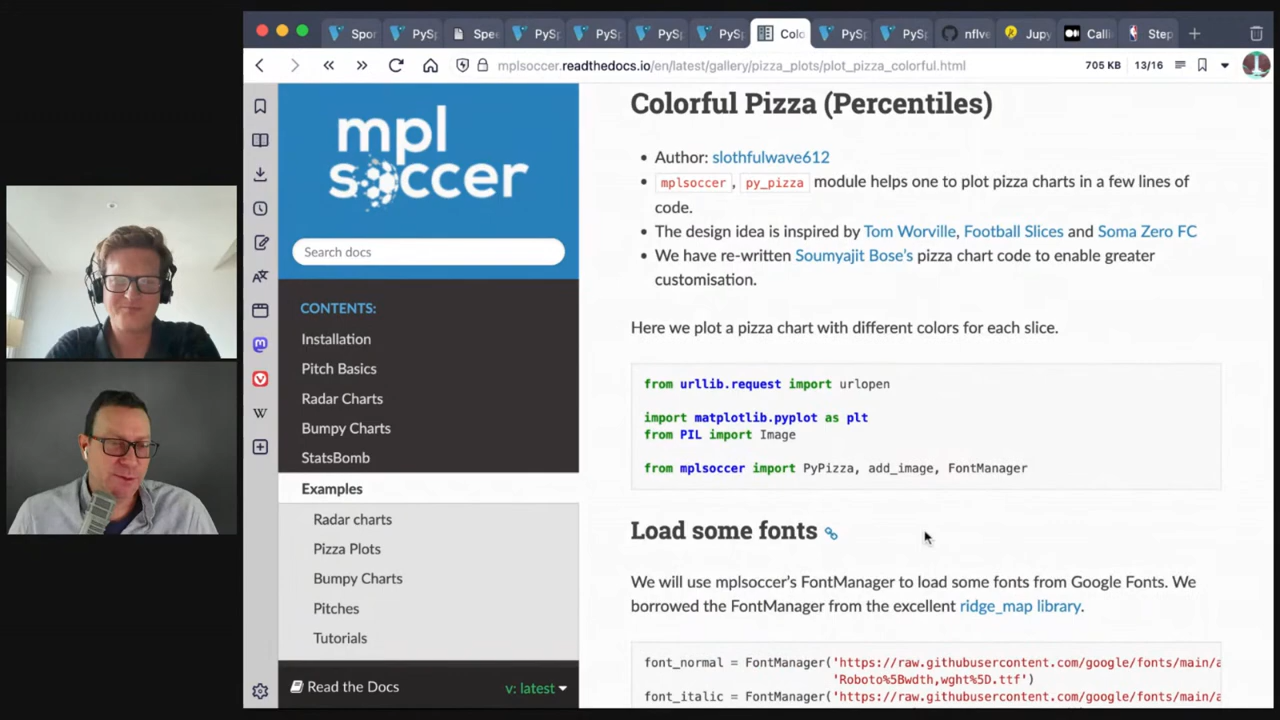 Spor
PySp
Spee
PySp
PySp
PySp
PySp
Colo
PySp
PySp
nflve
Jupy
Calli
Step
mplsoccer.readthedocs.io/en/latest/gallery/pizza_plots/plot_pizza_colorful.html
705 KB
13/16
mpl
soccer
Search docs
CONTENTS:
Installation
Pitch Basics
Radar Charts
Bumpy Charts
StatsBomb
Examples
Radar charts
Pizza Plots
Bumpy Charts
Pitches
Tutorials
Read the Docs
v: latest
Colorful Pizza (Percentiles)
• Author: slothfulwave612
• mplsoccer, py_pizza module helps one to plot pizza charts in a few lines of
code.
• The design idea is inspired by Tom Worville, Football Slices and Soma Zero FC
• We have re-written Soumyajit Bose's pizza chart code to enable greater
customisation.
Here we plot a pizza chart with different colors for each slice.
from urllib.request import urlopen
import matplotlib.pyplot as plt
from PIL import Image
from mplsoccer import PyPizza, add_image, FontManager
Load some fonts
We will use mplsoccer's FontManager to load some fonts from Google Fonts. We
borrowed the FontManager from the excellent ridge_map library.
font_normal = FontManager('https://raw.githubusercontent.com/google/fonts/main/a
'Roboto%5Bwdth,wght%5D.ttf')
font_italic = FontManager('https://raw.githubusercontent.com/google/fonts/main/a